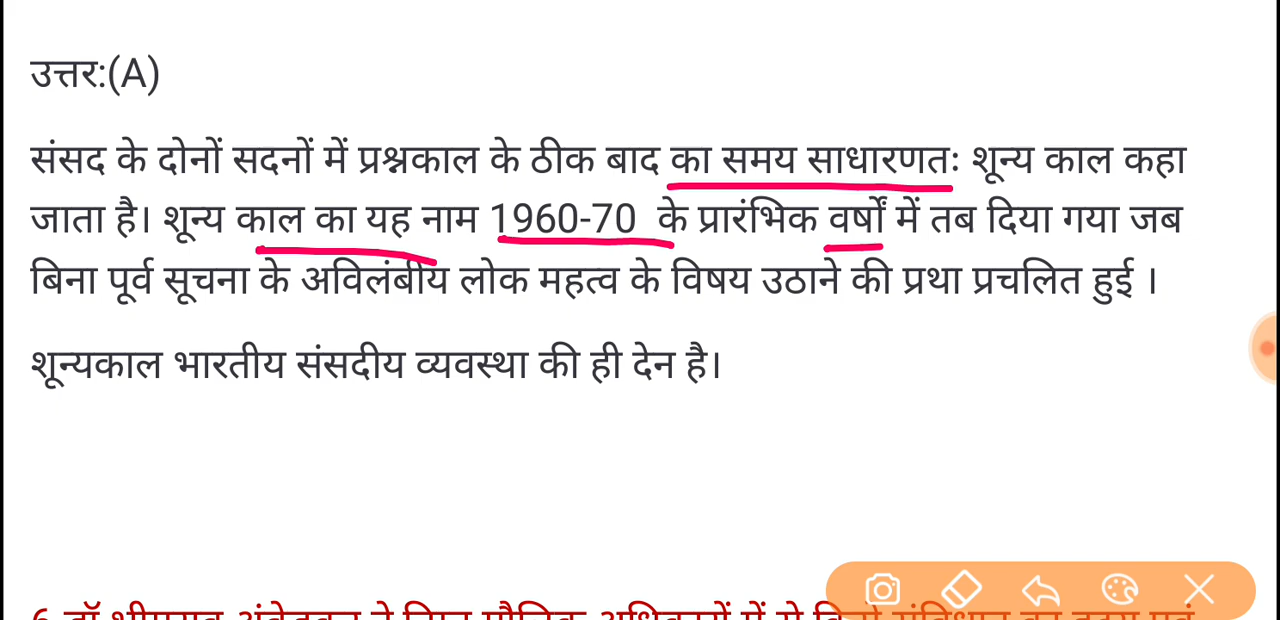 उत्तर:(A)
संसद के दोनों सदनों में प्रश्नकाल के ठीक बाद का समय साधारणतः शून्य काल कहा
जाता है। शून्य काल का यह नाम 1960-70 के प्रारंभिक वर्षों में तब दिया गया जब
बिना पूर्व सूचना के अविलंबीय लोक महत्व के विषय उठाने की प्रथा प्रचलित हुई ।
शून्यकाल भारतीय संसदीय व्यवस्था की ही देन है।